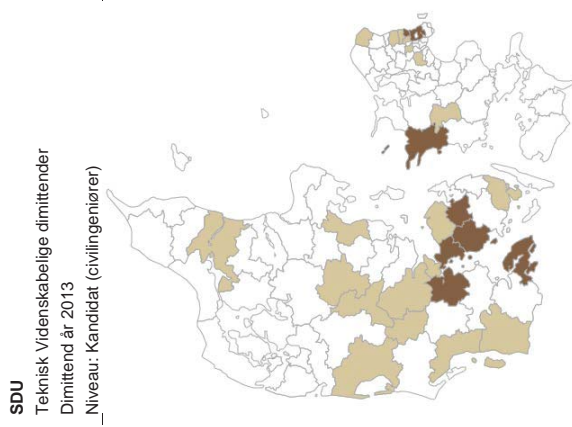 SDU
Teknisk Videnskabelige dimittender
Dimittend år 2013
Niveau: Kandidat (civilingeniører)